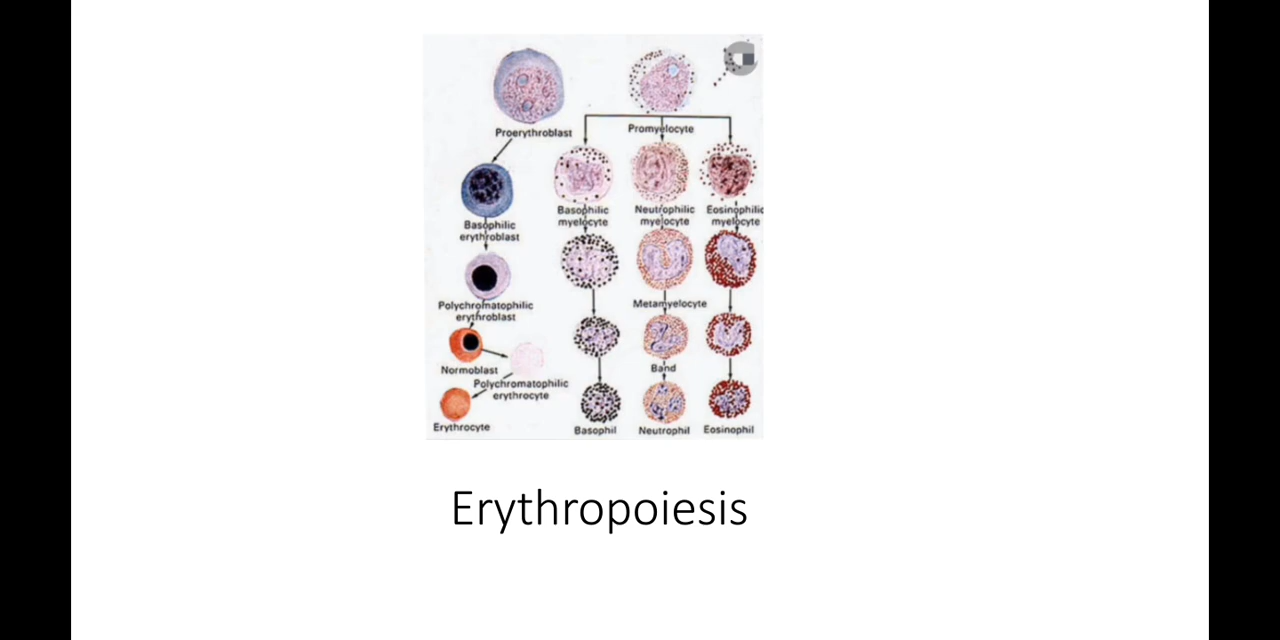 Proerythroblast
Promyelocyte
Basophilic
erythroblast
Basophilic
myelocyte
Neutrophilic
myelocyte
Eosinophilic
myelocyte
Polychromatophilic
erythroblast
Metamyelocyte
Normoblast
Polychromatophilic
erythrocyte
Band
Erythrocyte
Basophil
Neutrophil
Eosinophil
Erythropoiesis